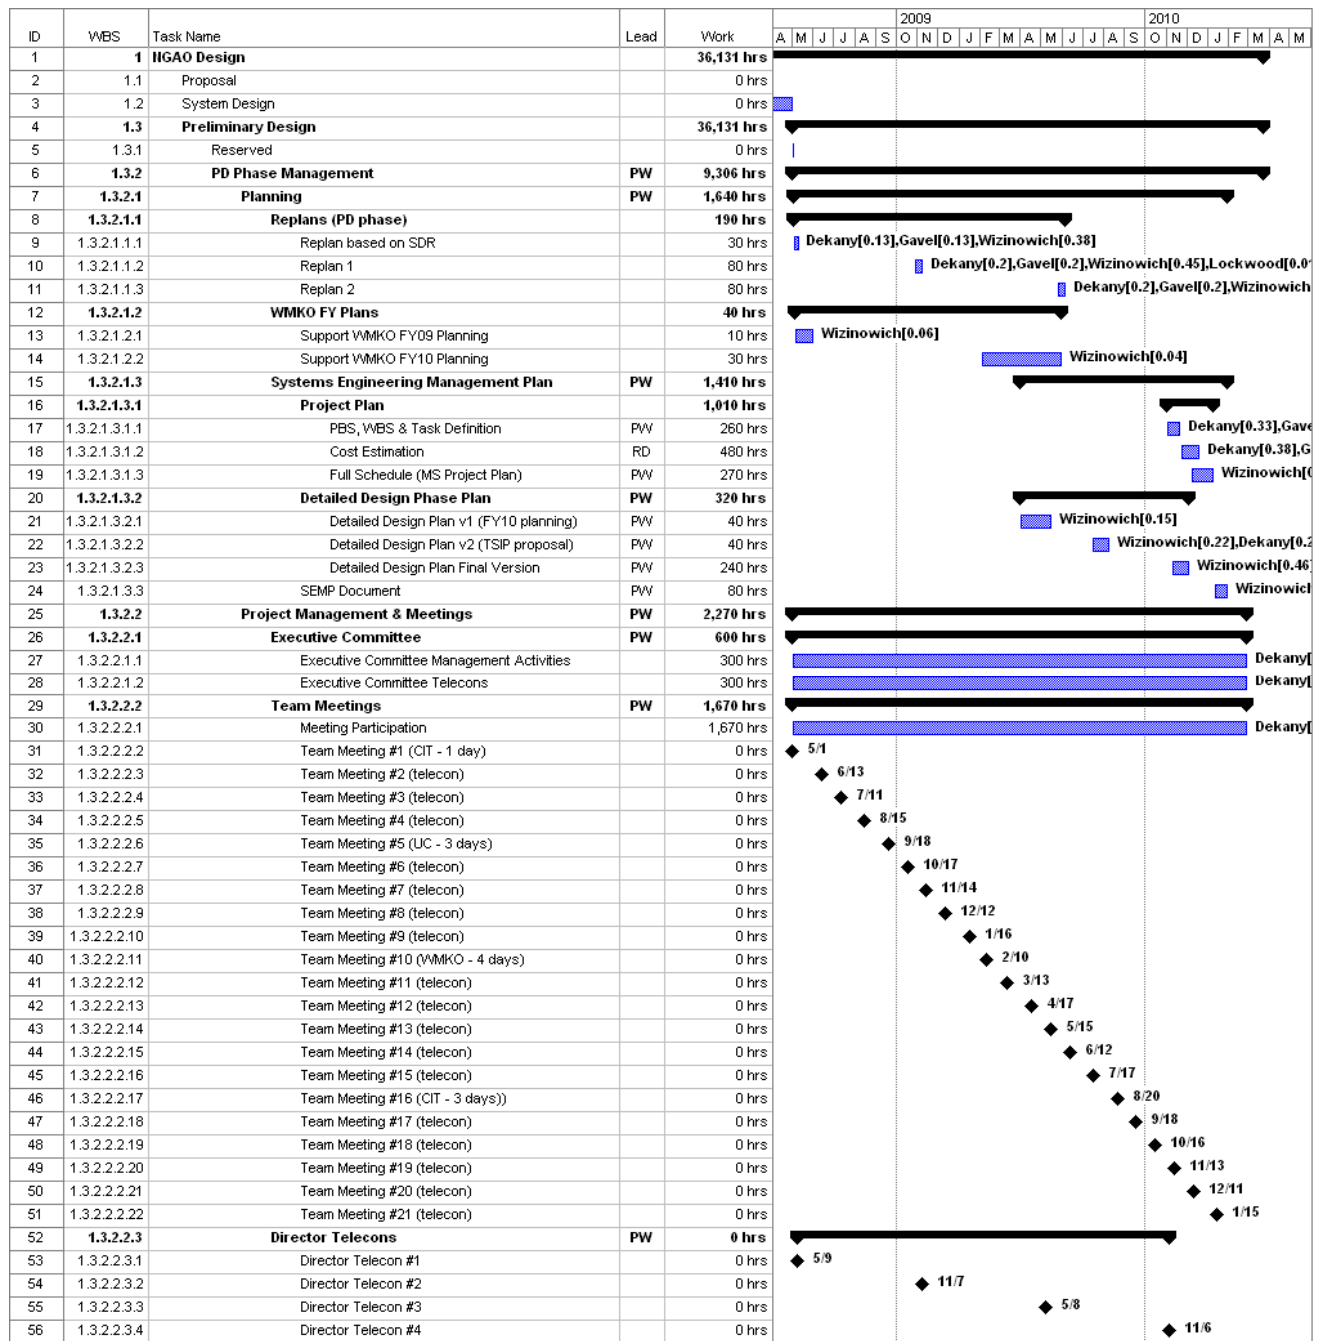 2009 2010
ID WBS Task Name Lead Work A M J J A S O N D J F M A M J J A S O N D J F M A M
1 1 NGAO Design 36,131 hrs
2 1.1 Proposal 0 hrs
3 1.2 System Design 0 hrs
4 1.3 Preliminary Design 36,131 hrs
5 1.3.1 Reserved 0 hrs
6 1.3.2 PD Phase Management PW 9,306 hrs
7 1.3.2.1 Planning PW 1,640 hrs
8 1.3.2.1.1 Replans (PD phase) 190 hrs
9 1.3.2.1.1.1 Replan based on SDR 30 hrs Dekany[0.13],Gavel[0.13],Wizinowich[0.38]
10 1.3.2.1.1.2 Replan 1 80 hrs Dekany[0.2],Gavel[0.2],Wizinowich[0.45],Lockwood[0.0
11 1.3.2.1.1.3 Replan 2 80 hrs Dekany[0.2],Gavel[0.2],Wizinowich
12 1.3.2.1.2 WMKO FY Plans 40 hrs
13 1.3.2.1.2.1 Support WMKO FY09 Planning 10 hrs Wizinowich[0.06]
14 1.3.2.1.2.2 Support WMKO FY10 Planning 30 hrs Wizinowich[0.04]
15 1.3.2.1.3 Systems Engineering Management Plan PW 1,410 hrs
16 1.3.2.1.3.1 Project Plan 1,010 hrs
17 1.3.2.1.3.1.1 PBS, WBS & Task Definition PW 260 hrs Dekany[0.33],Gave
18 1.3.2.1.3.1.2 Cost Estimation RD 480 hrs Dekany[0.38],G
19 1.3.2.1.3.1.3 Full Schedule (MS Project Plan) PW 270 hrs Wizinowich[0
20 1.3.2.1.3.2 Detailed Design Phase Plan PW 320 hrs
21 1.3.2.1.3.2.1 Detailed Design Plan v1 (FY10 planning) PW 40 hrs Wizinowich[0.15]
22 1.3.2.1.3.2.2 Detailed Design Plan v2 (TSIP proposal) PW 40 hrs Wizinowich[0.22],Dekany[0.2
23 1.3.2.1.3.2.3 Detailed Design Plan Final Version PW 240 hrs Wizinowich[0.46]
24 1.3.2.1.3.3 SEMP Document PW 80 hrs Wizinowich
25 1.3.2.2 Project Management & Meetings PW 2,270 hrs
26 1.3.2.2.1 Executive Committee PW 600 hrs
27 1.3.2.2.1.1 Executive Committee Management Activities 300 hrs Dekany[
28 1.3.2.2.1.2 Executive Committee Telecons 300 hrs Dekany[
29 1.3.2.2.2 Team Meetings PW 1,670 hrs
30 1.3.2.2.2.1 Meeting Participation 1,670 hrs Dekany[
31 1.3.2.2.2.2 Team Meeting #1 (CIT - 1 day) 0 hrs 5/1
32 1.3.2.2.2.3 Team Meeting #2 (telecon) 0 hrs 6/13
33 1.3.2.2.2.4 Team Meeting #3 (telecon) 0 hrs 7/11
34 1.3.2.2.2.5 Team Meeting #4 (telecon) 0 hrs 8/15
35 1.3.2.2.2.6 Team Meeting #5 (UC - 3 days) 0 hrs 9/18
36 1.3.2.2.2.7 Team Meeting #6 (telecon) 0 hrs 10/17
37 1.3.2.2.2.8 Team Meeting #7 (telecon) 0 hrs 11/14
38 1.3.2.2.2.9 Team Meeting #8 (telecon) 0 hrs 12/12
39 1.3.2.2.2.10 Team Meeting #9 (telecon) 0 hrs 1/16
40 1.3.2.2.2.11 Team Meeting #10 (WMKO - 4 days) 0 hrs 2/10
41 1.3.2.2.2.12 Team Meeting #11 (telecon) 0 hrs 3/13
42 1.3.2.2.2.13 Team Meeting #12 (telecon) 0 hrs 4/17
43 1.3.2.2.2.14 Team Meeting #13 (telecon) 0 hrs 5/15
44 1.3.2.2.2.15 Team Meeting #14 (telecon) 0 hrs 6/12
45 1.3.2.2.2.16 Team Meeting #15 (telecon) 0 hrs 7/17
46 1.3.2.2.2.17 Team Meeting #16 (CIT - 3 days)) 0 hrs 8/20
47 1.3.2.2.2.18 Team Meeting #17 (telecon) 0 hrs 9/18
48 1.3.2.2.2.19 Team Meeting #18 (telecon) 0 hrs 10/16
49 1.3.2.2.2.20 Team Meeting #19 (telecon) 0 hrs 11/13
50 1.3.2.2.2.21 Team Meeting #20 (telecon) 0 hrs 12/11
51 1.3.2.2.2.22 Team Meeting #21 (telecon) 0 hrs 1/15
52 1.3.2.2.3 Director Telecons PW 0 hrs
53 1.3.2.2.3.1 Director Telecon #1 0 hrs 5/9
54 1.3.2.2.3.2 Director Telecon #2 0 hrs 11/7
55 1.3.2.2.3.3 Director Telecon #3 0 hrs 5/8
56 1.3.2.2.3.4 Director Telecon #4 0 hrs 11/6